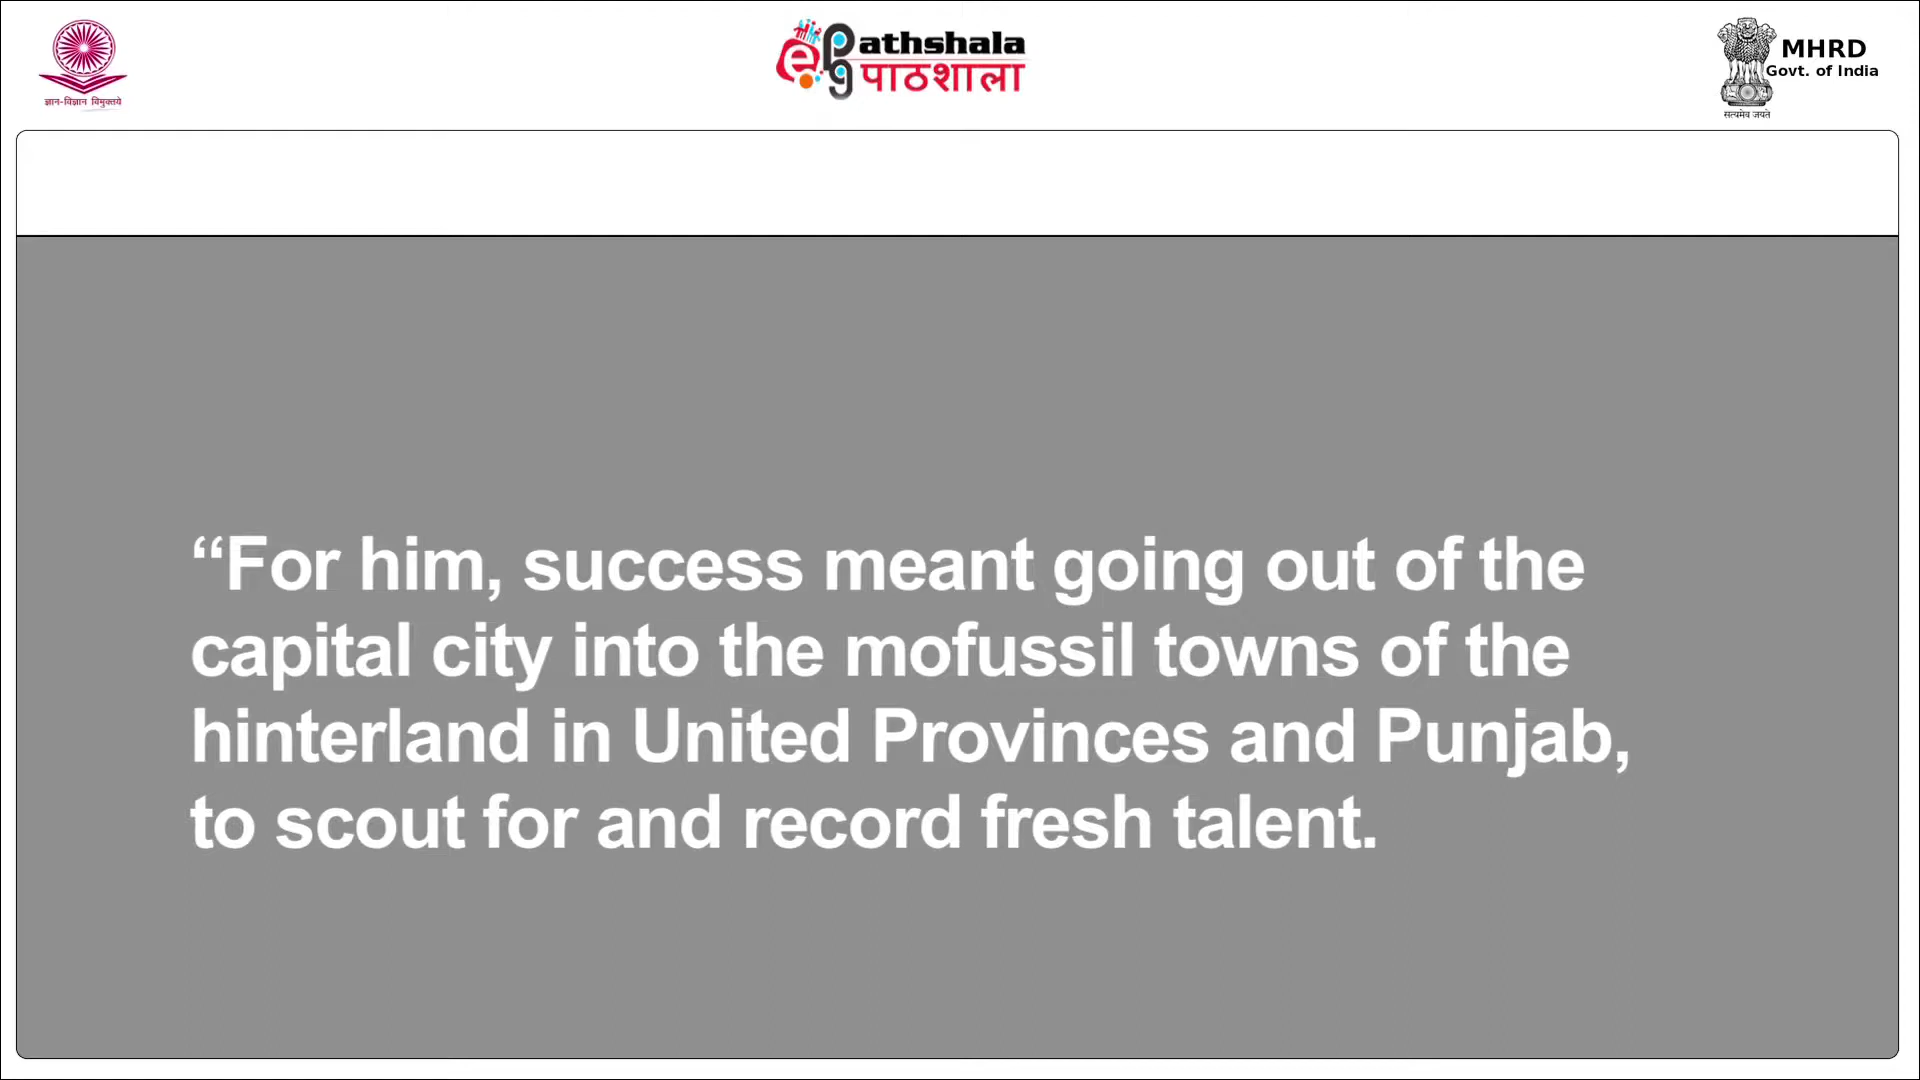 ज्ञान-विज्ञान विमुक्तये
ePG athshala
पाठशाला
MHRD
Govt. of India
सत्यमेव जयते
“For him, success meant going out of the
capital city into the mofussil towns of the
hinterland in United Provinces and Punjab,
to scout for and record fresh talent.